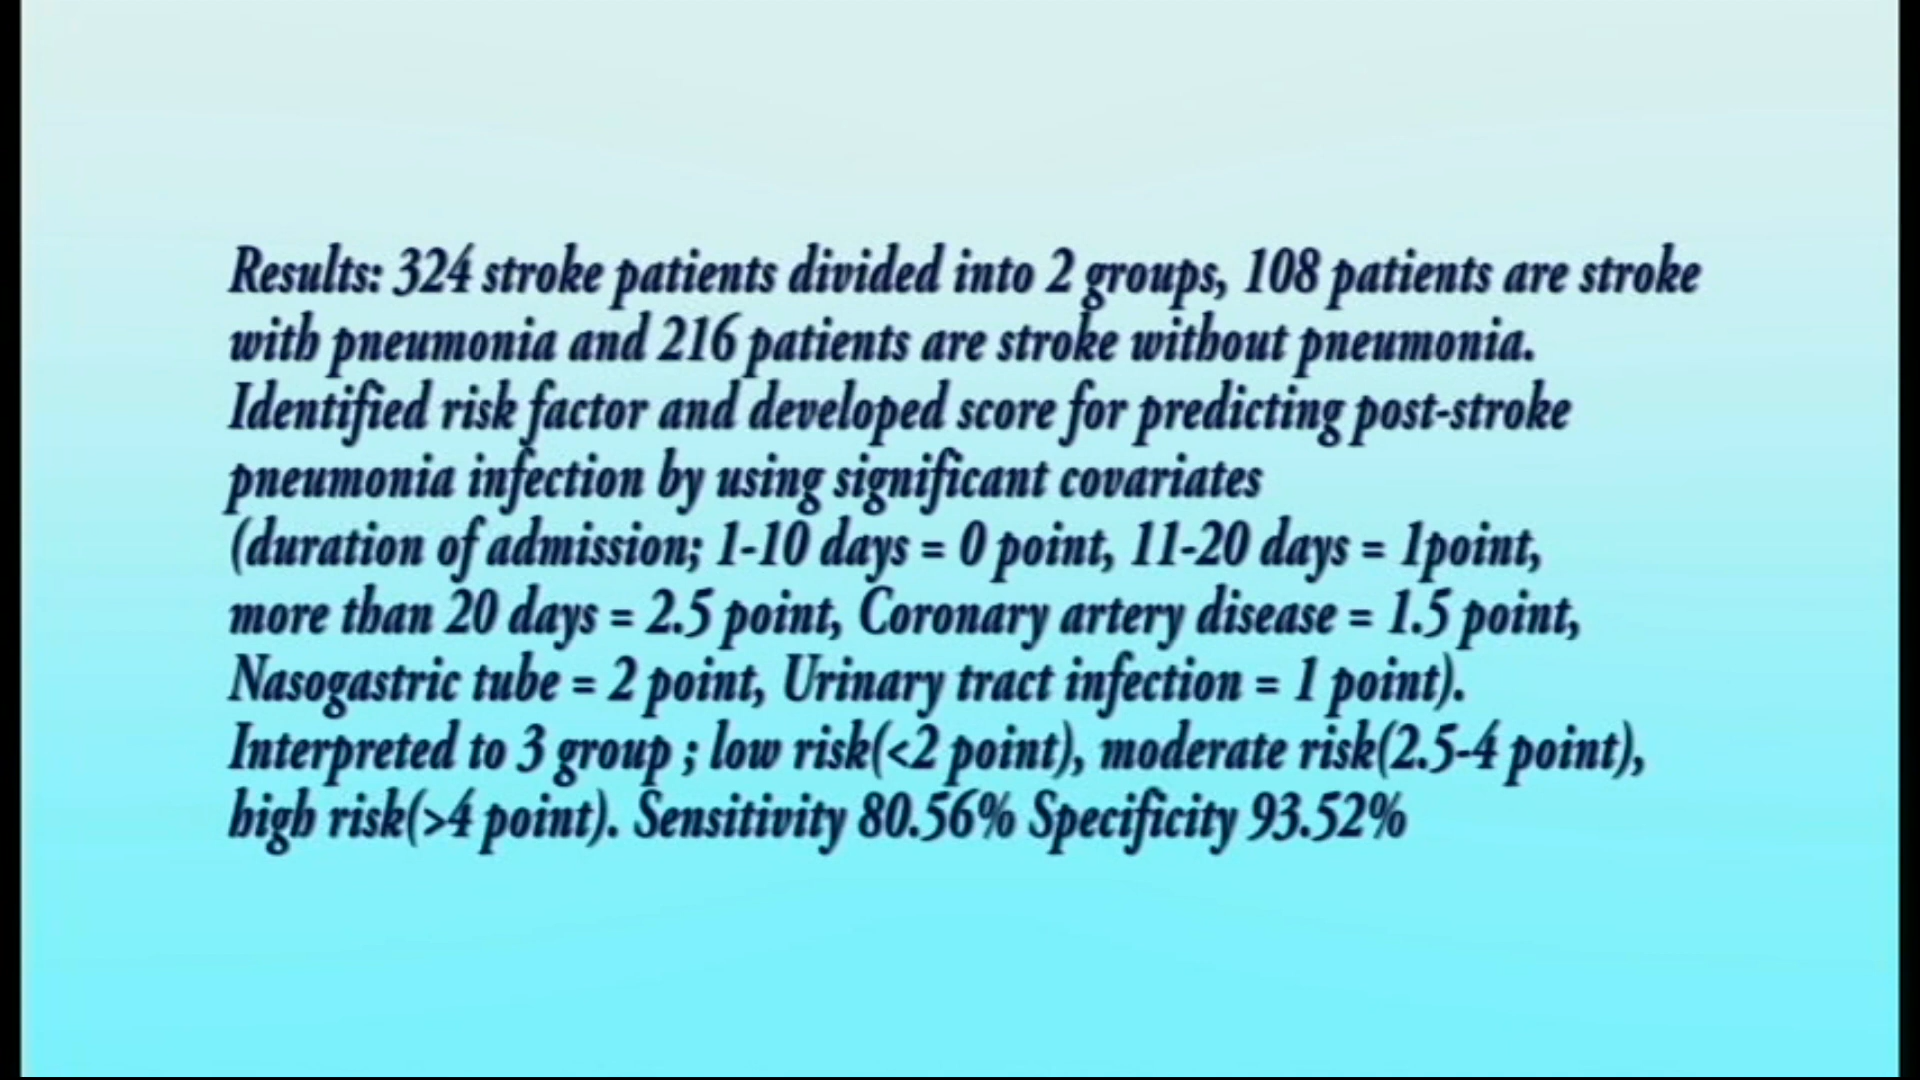 Results: 324 stroke patients divided into 2 groups, 108 patients are stroke
with pneumonia and 216 patients are stroke without pneumonia.
Identified risk factor and developed score for predicting post-stroke
pneumonia infection by using significant covariates
(duration of admission; 1-10 days = 0 point, 11-20 days = 1point,
more than 20 days = 2.5 point, Coronary artery disease = 1.5 point,
Nasogastric tube = 2 point, Urinary tract infection = 1 point).
Interpreted to 3 group ; low risk(<2 point), moderate risk(2.5-4 point),
high risk(>4 point). Sensitivity 80.56% Specificity 93.52%